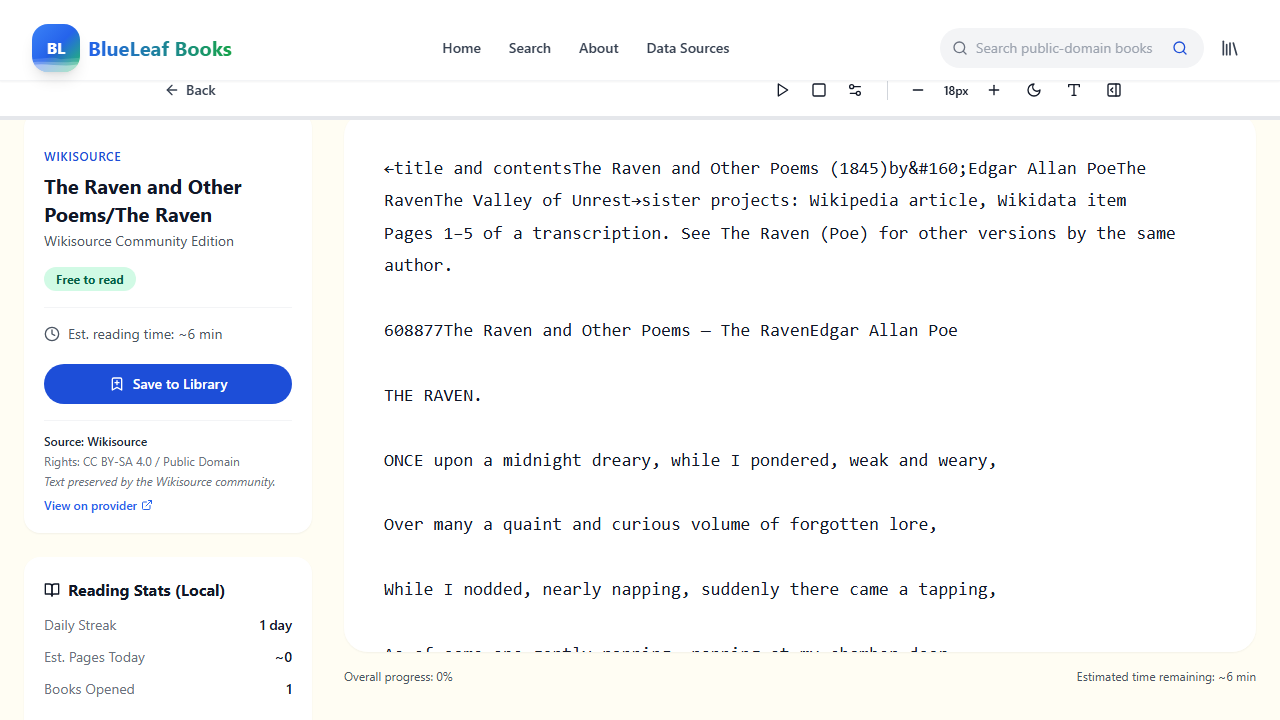 BL BlueLeaf Books
Home Search About Data Sources
Search public-domain books
Back
18px
WIKISOURCE
The Raven and Other
Poems/The Raven
Wikisource Community Edition
Free to read
Est. reading time: ~6 min
Save to Library
Source: Wikisource
Rights: CC BY-SA 4.0 / Public Domain
Text preserved by the Wikisource community.
View on provider
Reading Stats (Local)
Daily Streak 1 day
Est. Pages Today ~0
Books Opened 1
←title and contentsThe Raven and Other Poems (1845)by&#160;Edgar Allan PoeThe
RavenThe Valley of Unrest→sister projects: Wikipedia article, Wikidata item
Pages 1–5 of a transcription. See The Raven (Poe) for other versions by the same
author.
608877The Raven and Other Poems — The RavenEdgar Allan Poe
THE RAVEN.
ONCE upon a midnight dreary, while I pondered, weak and weary,
Over many a quaint and curious volume of forgotten lore,
While I nodded, nearly napping, suddenly there came a tapping,
Overall progress: 0%
Estimated time remaining: ~6 min